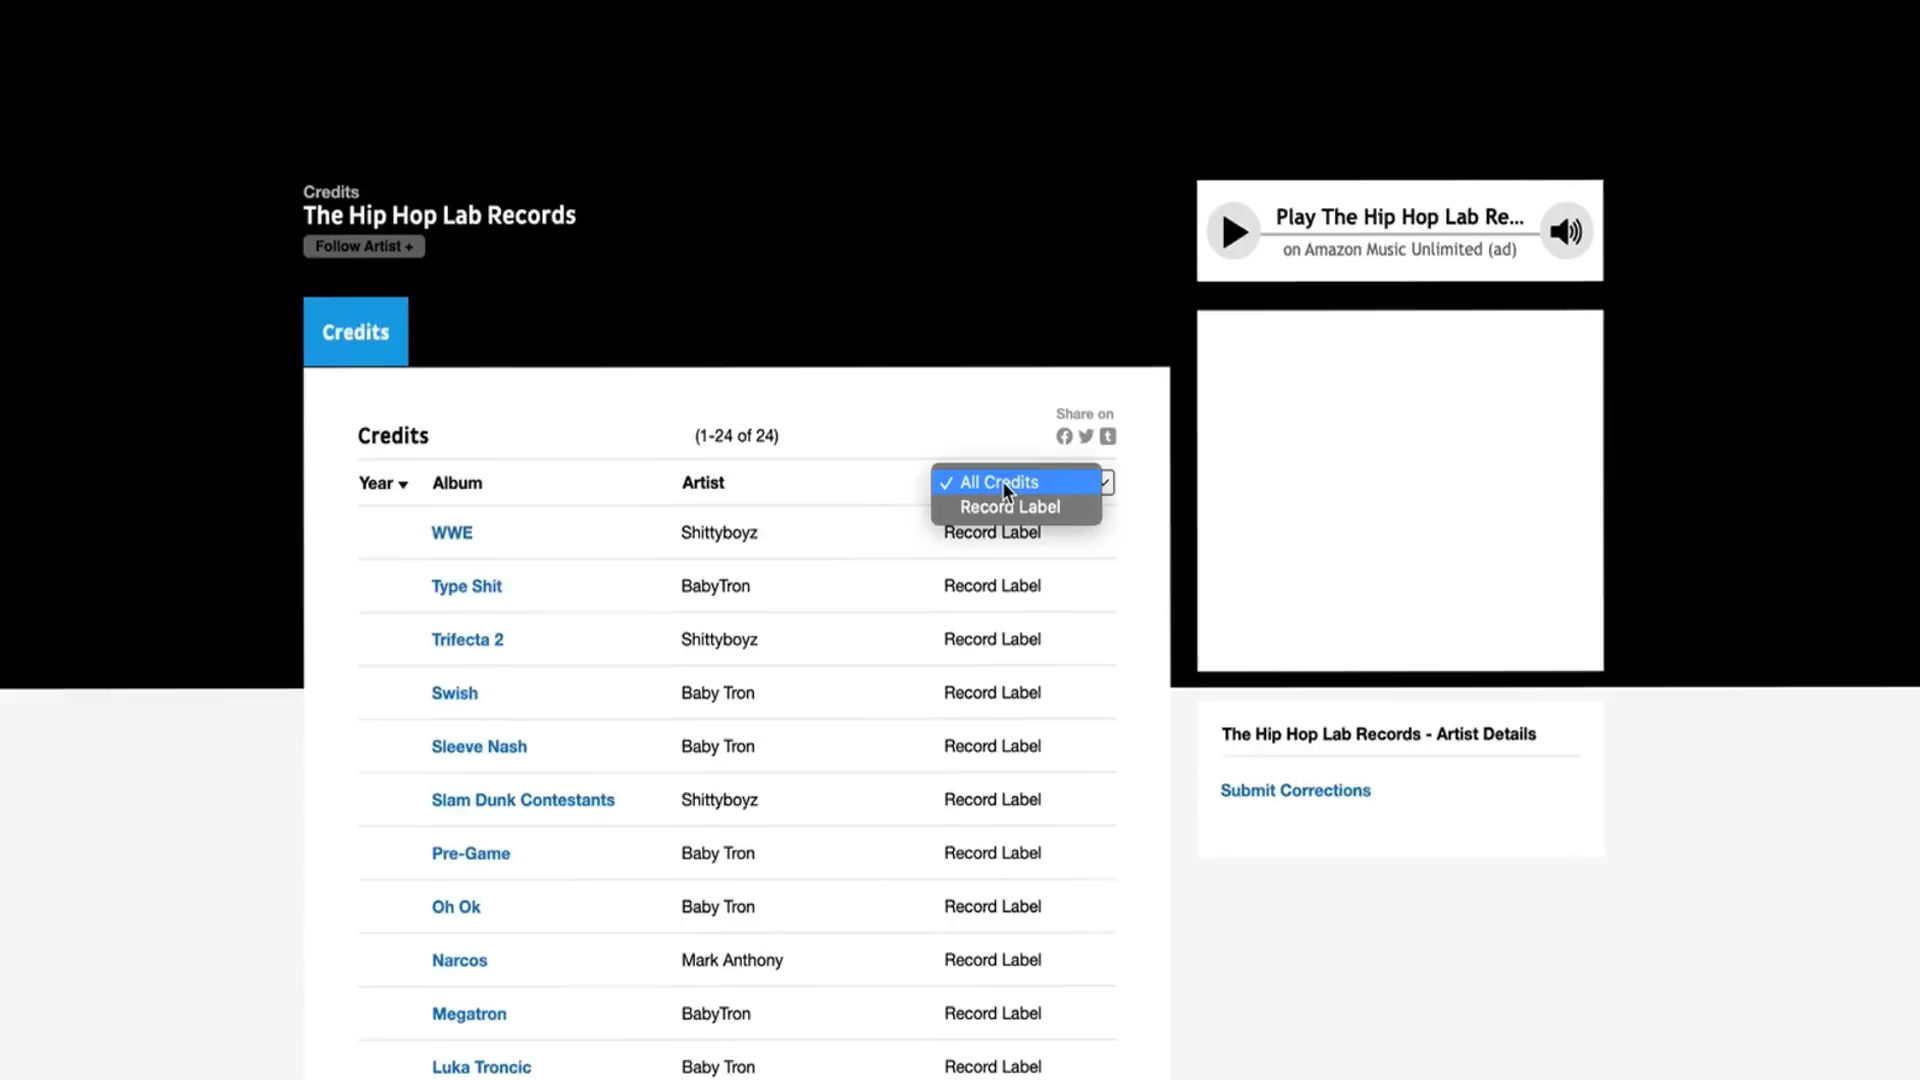 Credits
The Hip Hop Lab Records
Follow Artist +
Play The Hip Hop Lab Re...
on Amazon Music Unlimited (ad)
Credits
Credits (1-24 of 24) Share on
Year Album Artist All Credits
Record Label
WWE Shittyboyz Record Label
Type Shit BabyTron Record Label
Trifecta 2 Shittyboyz Record Label
Swish Baby Tron Record Label
Sleeve Nash Baby Tron Record Label
Slam Dunk Contestants Shittyboyz Record Label
Pre-Game Baby Tron Record Label
Oh Ok Baby Tron Record Label
Narcos Mark Anthony Record Label
Megatron BabyTron Record Label
Luka Troncic Baby Tron Record Label
The Hip Hop Lab Records - Artist Details
Submit Corrections